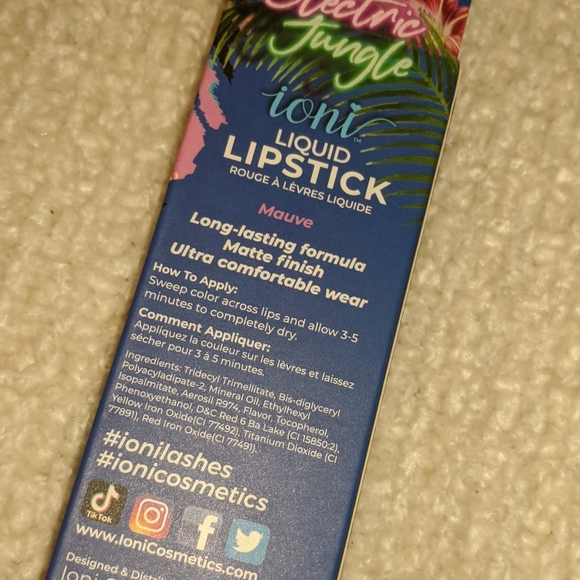 Electric
Jungle
ioni™
LIQUID
LIPSTICK
ROUGE À LÈVRES LIQUIDE
Mauve
Long-lasting formula
Matte finish
Ultra comfortable wear
How To Apply:
Sweep color across lips and allow 3-5
minutes to completely dry.
Comment Appliquer:
Appliquez la couleur sur les lèvres et laissez
sécher pour 3 à 5 minutes.
Ingredients: Tridecyl Trimellitate, Bis-diglyceryl
Polyacyladipate-2, Mineral Oil, Ethylhexyl
Isopalmitate, Aerosil R974, Flavor, Tocopherol,
Phenoxyethanol, D&C Red 6 Ba Lake (CI 15850:2),
Yellow Iron Oxide(CI 77492), Titanium Dioxide (CI
77891)), Red Iron Oxide(CI 77491).
#ionilashes
#ionicosmetics
TikTok
www.IoniCosmetics.com
Designed &
Ioni